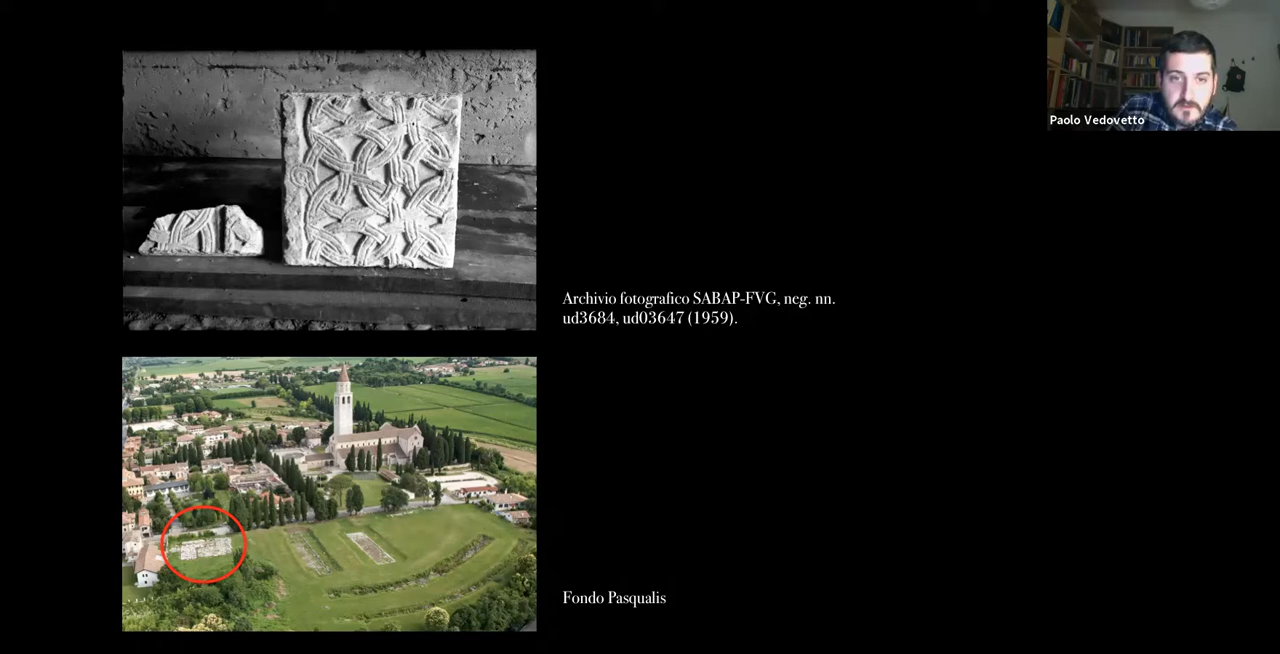 Paolo Vedovetto
Archivio fotografico SABAP-FVG, neg. nn.
ud3684, ud03647 (1959).
Fondo Pasqualis